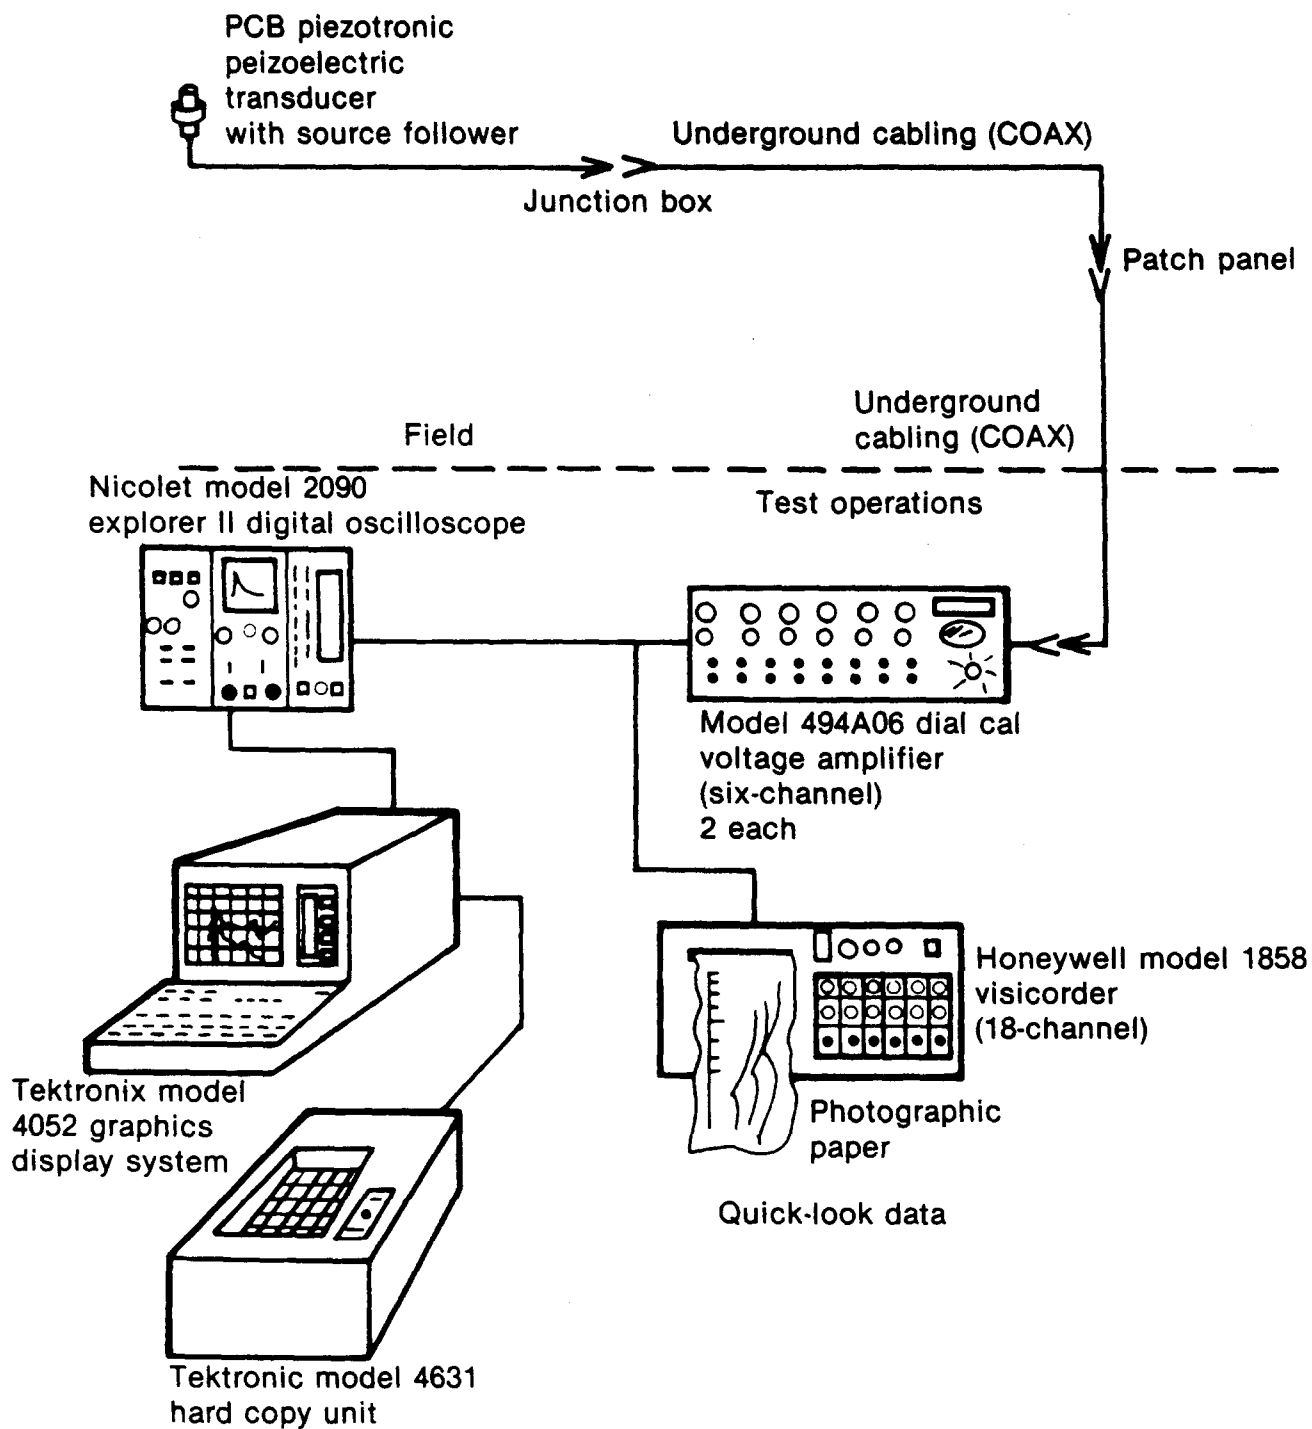 PCB piezotronic
peizoelectric
transducer
with source follower
Underground cabling (COAX)
Junction box
Patch panel
Underground
cabling (COAX)
Field
Test operations
Nicolet model 2090
explorer II digital oscilloscope
Model 494A06 dial cal
voltage amplifier
(six-channel)
2 each
Honeywell model 1858
visicorder
(18-channel)
Tektronix model
4052 graphics
display system
Photographic
paper
Quick-look data
Tektronic model 4631
hard copy unit